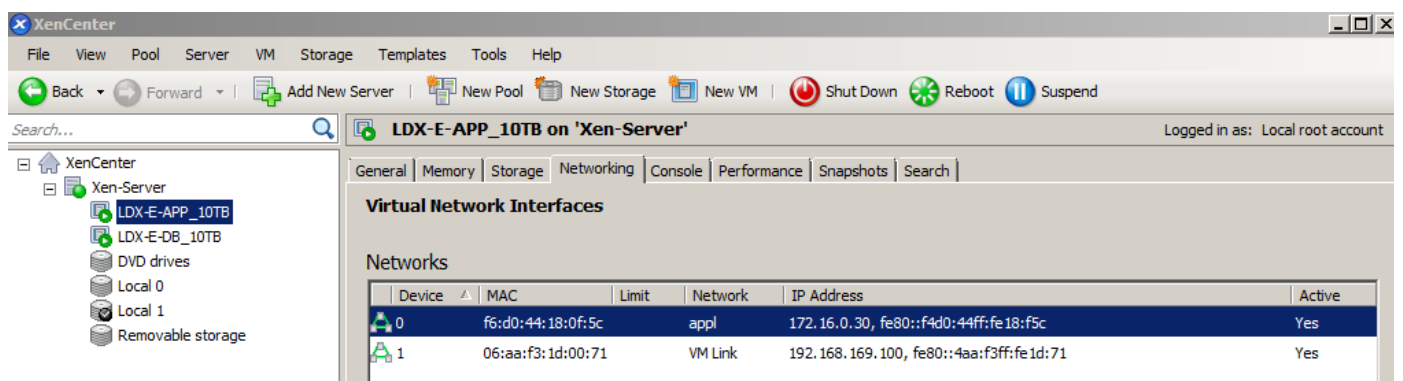 XenCenter
File View Pool Server VM Storage Templates Tools Help
Back Forward Add New Server New Pool New Storage New VM Shut Down Reboot Suspend
Search...
LDX-E-APP_10TB on 'Xen-Server' Logged in as: Local root account
XenCenter
Xen-Server
LDX-E-APP_10TB
LDX-E-DB_10TB
DVD drives
Local 0
Local 1
Removable storage
General Memory Storage Networking Console Performance Snapshots Search
Virtual Network Interfaces
Networks
Device MAC Limit Network IP Address Active
0 f6:d0:44:18:0f:5c appl 172.16.0.30, fe80::f4d0:44ff:fe18:f5c Yes
1 06:aa:f3:1d:00:71 VM Link 192.168.169.100, fe80::4aa:f3ff:fe1d:71 Yes